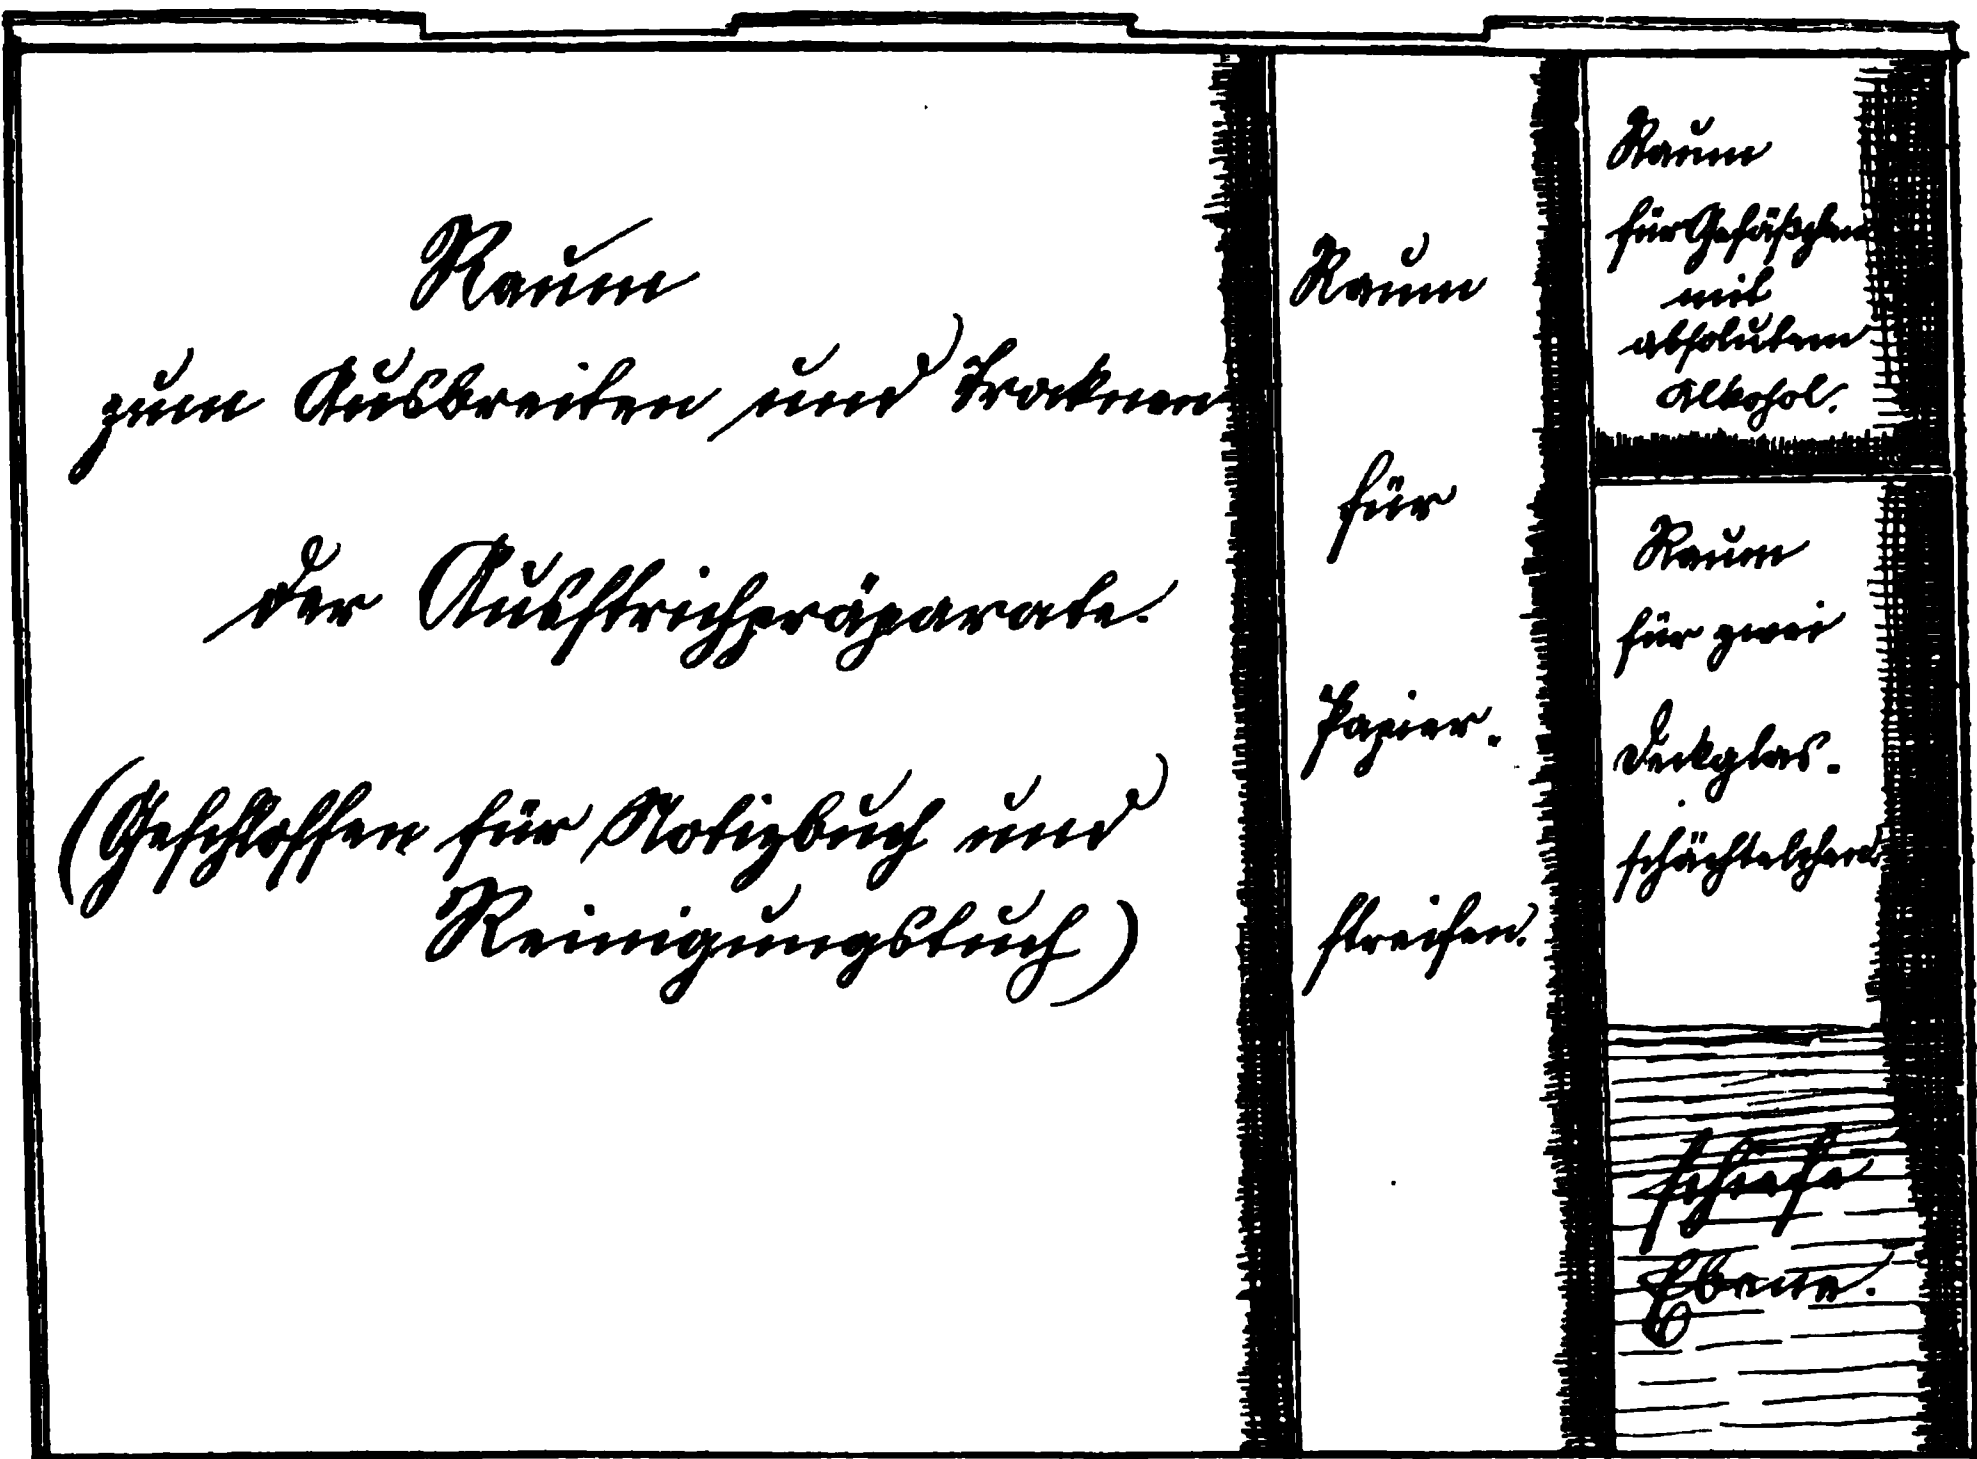 Raum
zum Ausbreiten und Trocknen
der Ausstrichpräparate.
(Geschlossen für Notizbuch und
Reinigungstuch)
Raum
für
Papier-
streifen.
Raum
für Gefäßchen
mit
absolutem
Alkohol.
Raum
für zwei
Deckglas-
schächtelchen
schiefe
Ebene.